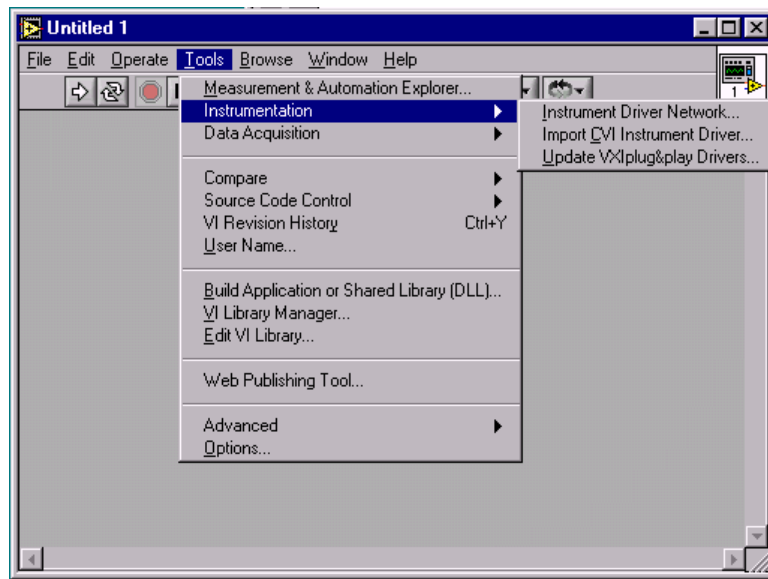 Untitled 1
File Edit Operate Tools Browse Window Help
1
Measurement & Automation Explorer...
Instrumentation
Data Acquisition
Compare
Source Code Control
VI Revision History Ctrl+Y
User Name...
Build Application or Shared Library (DLL)...
VI Library Manager...
Edit VI Library...
Web Publishing Tool...
Advanced
Options...
Instrument Driver Network...
Import CVI Instrument Driver...
Update VXIplug&play Drivers...